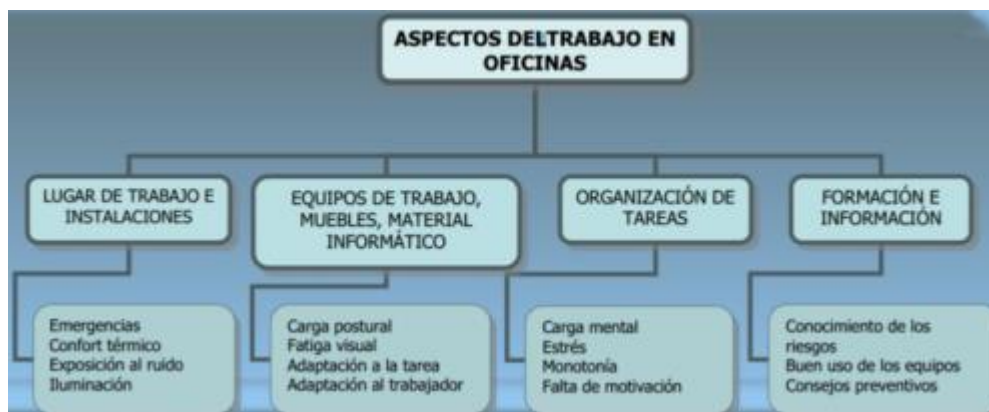 ASPECTOS DELTRABAJO EN
OFICINAS
LUGAR DE TRABAJO E
INSTALACIONES
EQUIPOS DE TRABAJO,
MUEBLES, MATERIAL
INFORMÁTICO
ORGANIZACIÓN DE
TAREAS
FORMACIÓN E
INFORMACIÓN
Emergencias
Confort térmico
Exposición al ruido
Iluminación
Carga postural
Fatiga visual
Adaptación a la tarea
Adaptación al trabajador
Carga mental
Estrés
Monotonía
Falta de motivación
Conocimiento de los
riesgos
Buen uso de los equipos
Consejos preventivos